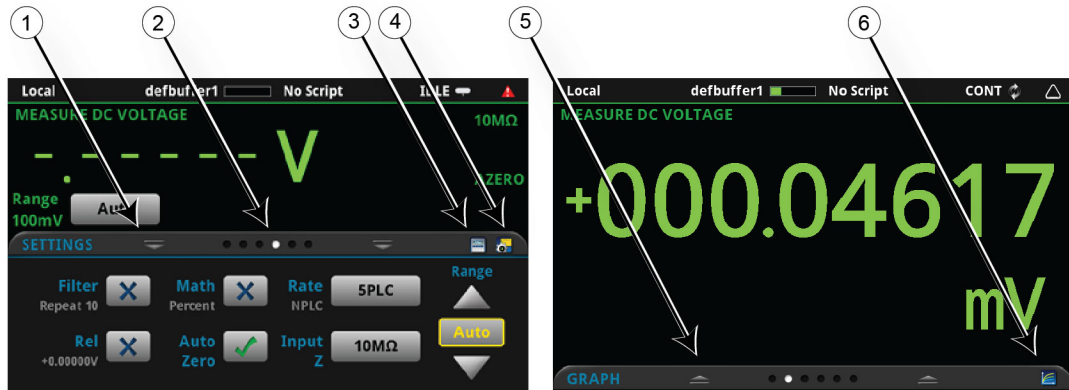 1 2 3 4 5 6
Local defbuffer1 No Script IDLE
MEASURE DC VOLTAGE
10MΩ
-.------ V
AZERO
Range
100mV Auto
SETTINGS
Filter Math Rate 5PLC Range
Repeat 10 Percent NPLC
Rel Auto Input 10MΩ Auto
+0.00000V Zero Z
Local defbuffer1 No Script CONT
MEASURE DC VOLTAGE
+000.04617
mV
GRAPH